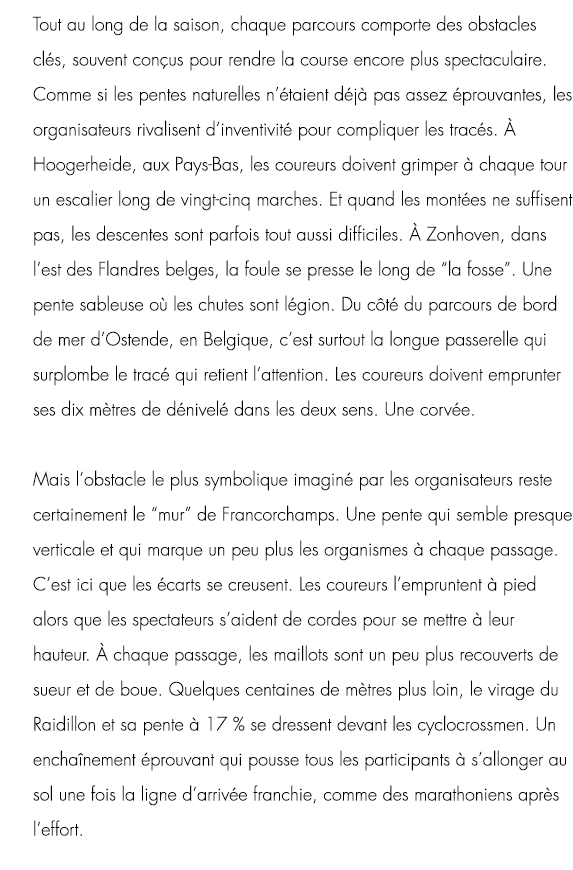 Tout au long de la saison, chaque parcours comporte des obstacles
clés, souvent conçus pour rendre la course encore plus spectaculaire.
Comme si les pentes naturelles n’étaient déjà pas assez éprouvantes, les
organisateurs rivalisent d’inventivité pour compliquer les tracés. À
Hoogerheide, aux Pays-Bas, les coureurs doivent grimper à chaque tour
un escalier long de vingt-cinq marches. Et quand les montées ne suffisent
pas, les descentes sont parfois tout aussi difficiles. À Zonhoven, dans
l’est des Flandres belges, la foule se presse le long de “la fosse”. Une
pente sableuse où les chutes sont légion. Du côté du parcours de bord
de mer d’Ostende, en Belgique, c’est surtout la longue passerelle qui
surplombe le tracé qui retient l’attention. Les coureurs doivent emprunter
ses dix mètres de dénivelé dans les deux sens. Une corvée.

Mais l’obstacle le plus symbolique imaginé par les organisateurs reste
certainement le “mur” de Francorchamps. Une pente qui semble presque
verticale et qui marque un peu plus les organismes à chaque passage.
C’est ici que les écarts se creusent. Les coureurs l’empruntent à pied
alors que les spectateurs s’aident de cordes pour se mettre à leur
hauteur. À chaque passage, les maillots sont un peu plus recouverts de
sueur et de boue. Quelques centaines de mètres plus loin, le virage du
Raidillon et sa pente à 17 % se dressent devant les cyclocrossmen. Un
enchaînement éprouvant qui pousse tous les participants à s’allonger au
sol une fois la ligne d’arrivée franchie, comme des marathoniens après
l’effort.